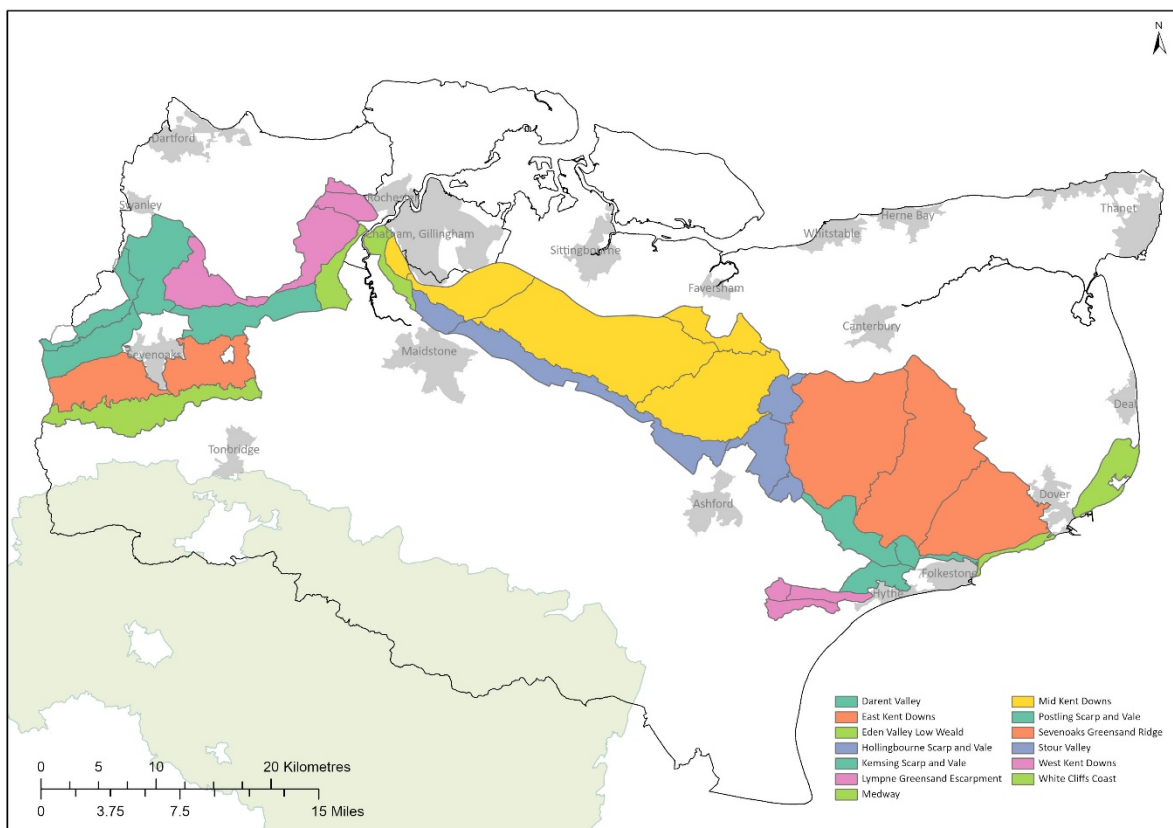 N
Dartford
Swanley
Rochester
Chatham, Gillingham
Sittingbourne
Whitstable
Herne Bay
Thanet
Faversham
Canterbury
Sevenoaks
Maidstone
Deal
Tonbridge
Ashford
Dover
Folkestone
Hythe
Darent Valley
East Kent Downs
Eden Valley Low Weald
Hollingbourne Scarp and Vale
Kemsing Scarp and Vale
Lympne Greensand Escarpment
Medway
Mid Kent Downs
Postling Scarp and Vale
Sevenoaks Greensand Ridge
Stour Valley
West Kent Downs
White Cliffs Coast
0 5 10 20 Kilometres
0 3.75 7.5 15 Miles